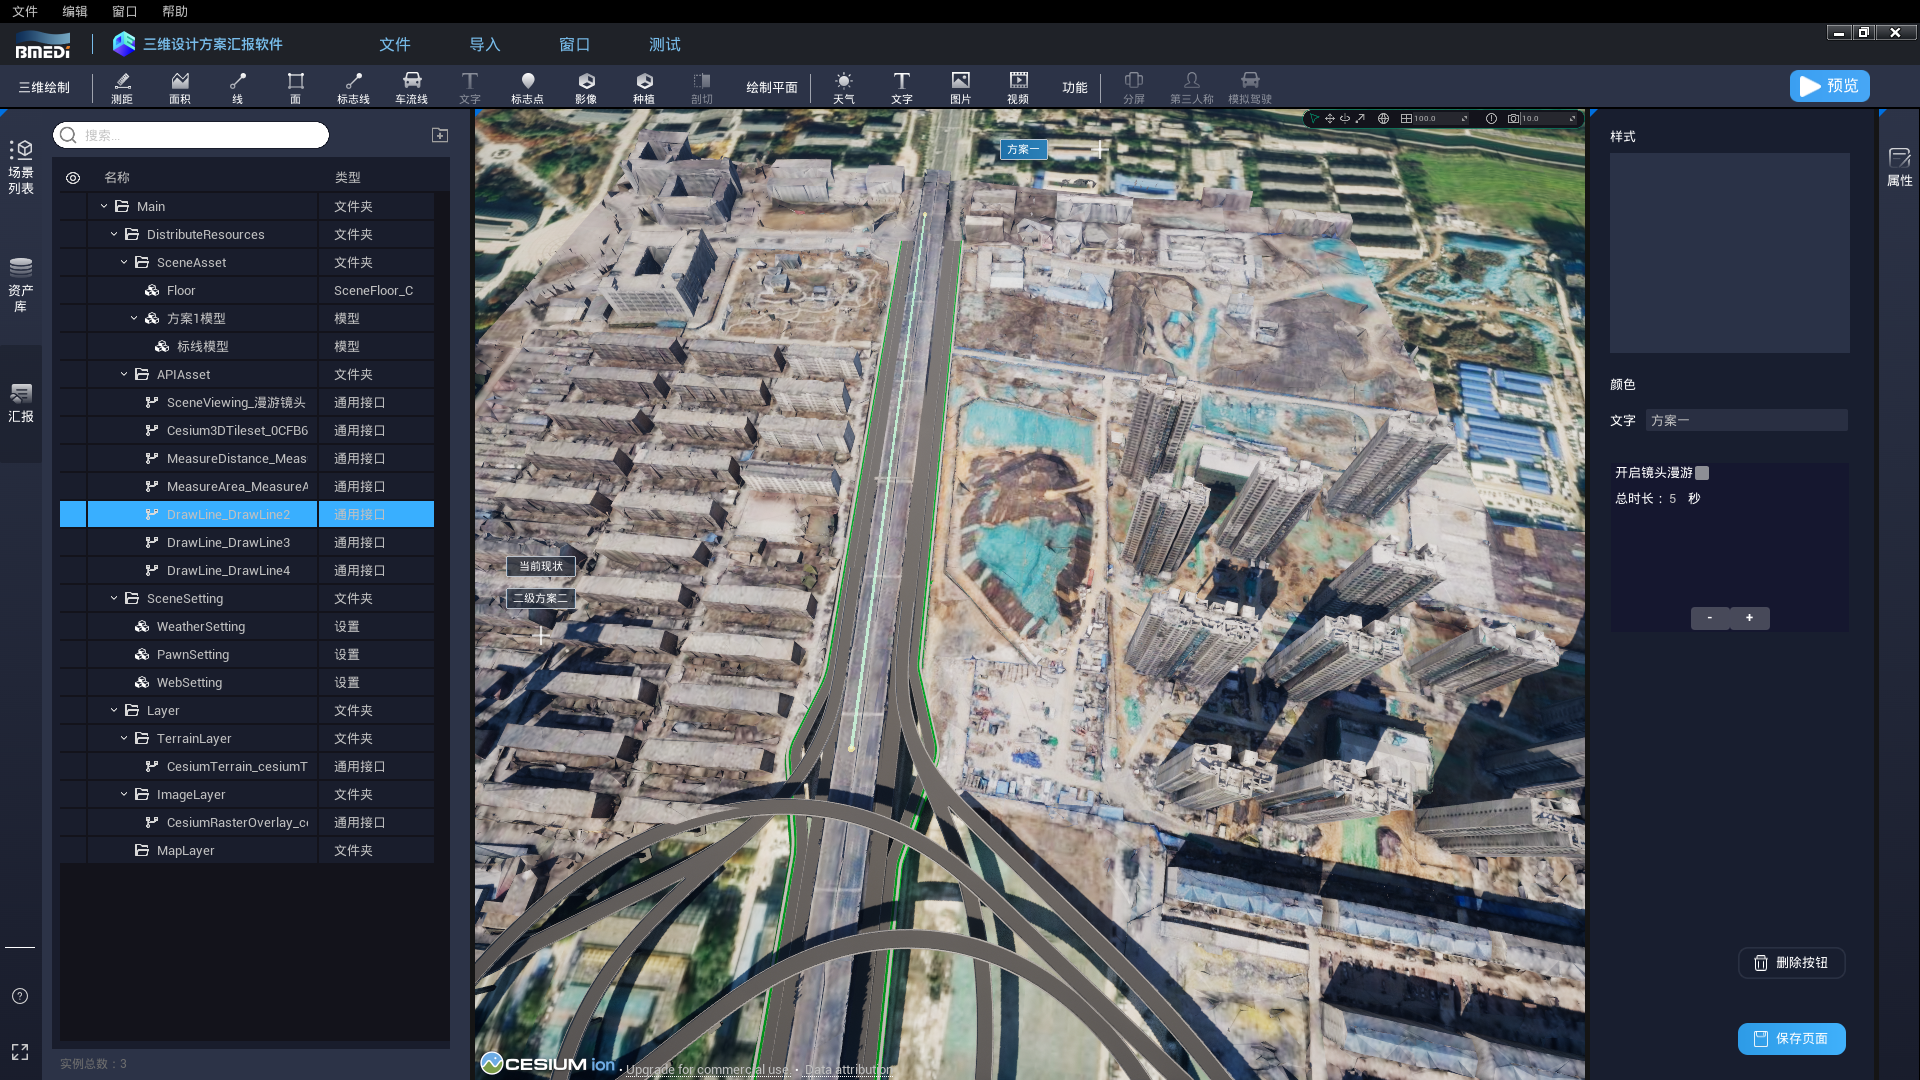 文件 编辑 窗口 帮助
BMEDi 三维设计方案汇报软件 文件 导入 窗口 测试
三维绘制 测距 面积 线 面 标志线 车流线 文字 标志点 影像 种植 剖切 绘制平面 天气 文字 图片 视频 功能 分屏 第三人称 模拟驾驶 预览
场景列表
资产库
汇报
搜索...
名称 类型
Main 文件夹
DistributeResources 文件夹
SceneAsset 文件夹
Floor SceneFloor_C
方案1模型 模型
标线模型 模型
APIAsset 文件夹
SceneViewing_漫游镜头 通用接口
Cesium3DTileset_0CFB6 通用接口
MeasureDistance_Meas 通用接口
MeasureArea_MeasureA 通用接口
DrawLine_DrawLine2 通用接口
DrawLine_DrawLine3 通用接口
DrawLine_DrawLine4 通用接口
SceneSetting 文件夹
WeatherSetting 设置
PawnSetting 设置
WebSetting 设置
Layer 文件夹
TerrainLayer 文件夹
CesiumTerrain_cesiumT 通用接口
ImageLayer 文件夹
CesiumRasterOverlay_ce 通用接口
MapLayer 文件夹
实例总数：3
100.0 10.0
方案一
当前现状
二级方案二
CESIUM ion • Upgrade for commercial use. • Data attribution
样式
颜色
文字 方案一
开启镜头漫游
总时长：5 秒
- +
删除按钮
保存页面
属性